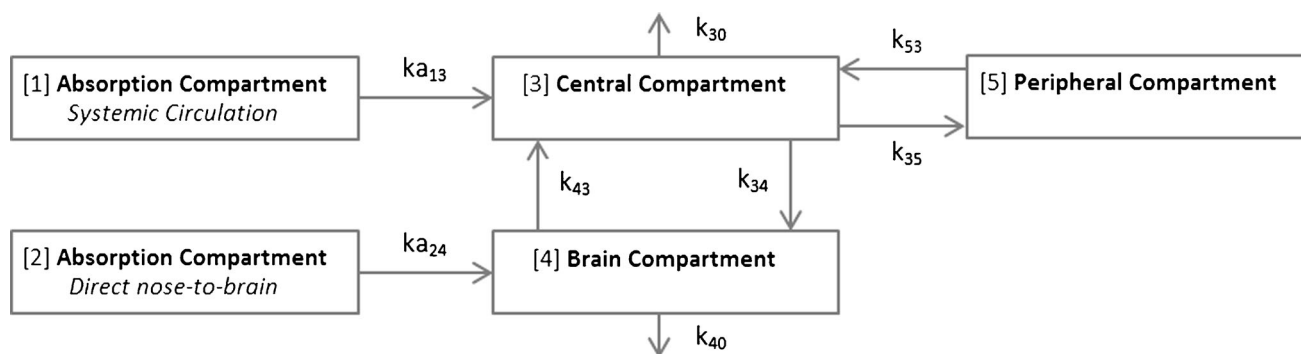 k₃₀
k₅₃
[1] Absorption Compartment
Systemic Circulation
ka₁₃
[3] Central Compartment
[5] Peripheral Compartment
k₃₅
k₄₃
k₃₄
[2] Absorption Compartment
Direct nose-to-brain
ka₂₄
[4] Brain Compartment
k₄₀